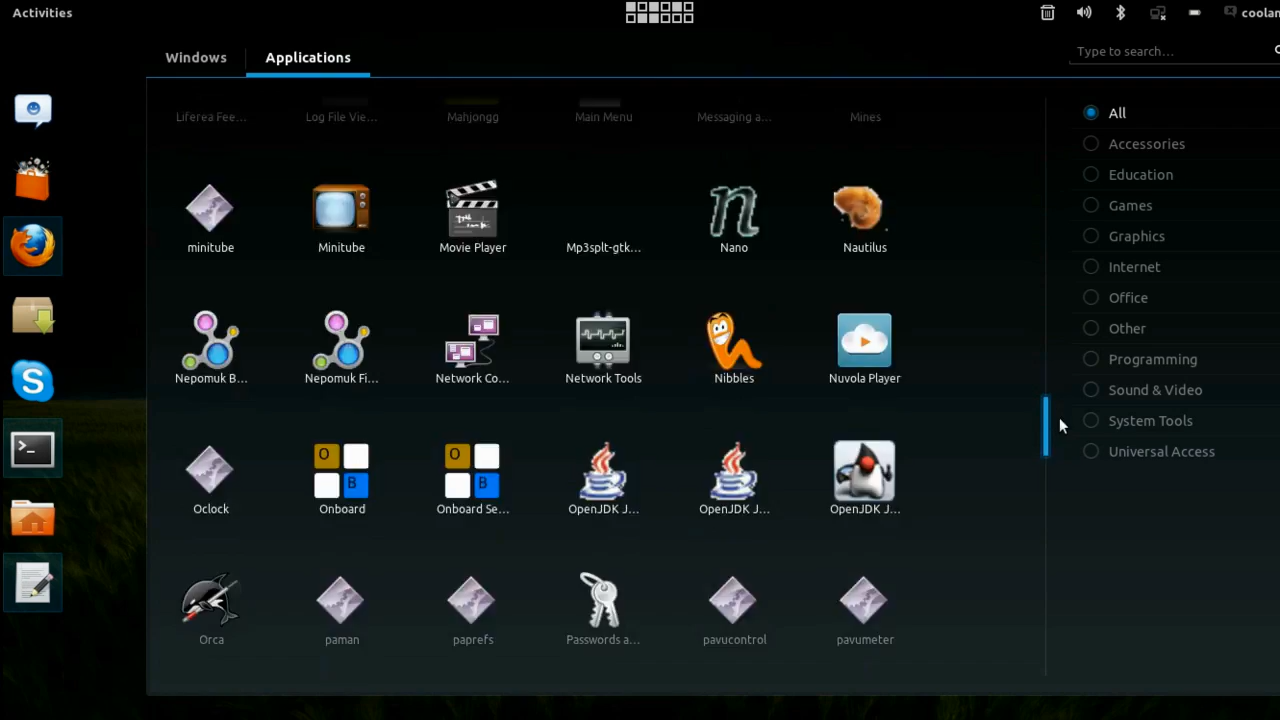 Activities
coolan
Windows
Applications
Type to search...
Liferea Fee...
Log File Vie...
Mahjongg
Main Menu
Messaging a...
Mines
minitube
Minitube
Movie Player
Mp3splt-gtk...
Nano
Nautilus
Nepomuk B...
Nepomuk Fi...
Network Co...
Network Tools
Nibbles
Nuvola Player
Oclock
Onboard
Onboard Se...
OpenJDK J...
OpenJDK J...
OpenJDK J...
Orca
paman
paprefs
Passwords a...
pavucontrol
pavumeter
All
Accessories
Education
Games
Graphics
Internet
Office
Other
Programming
Sound & Video
System Tools
Universal Access